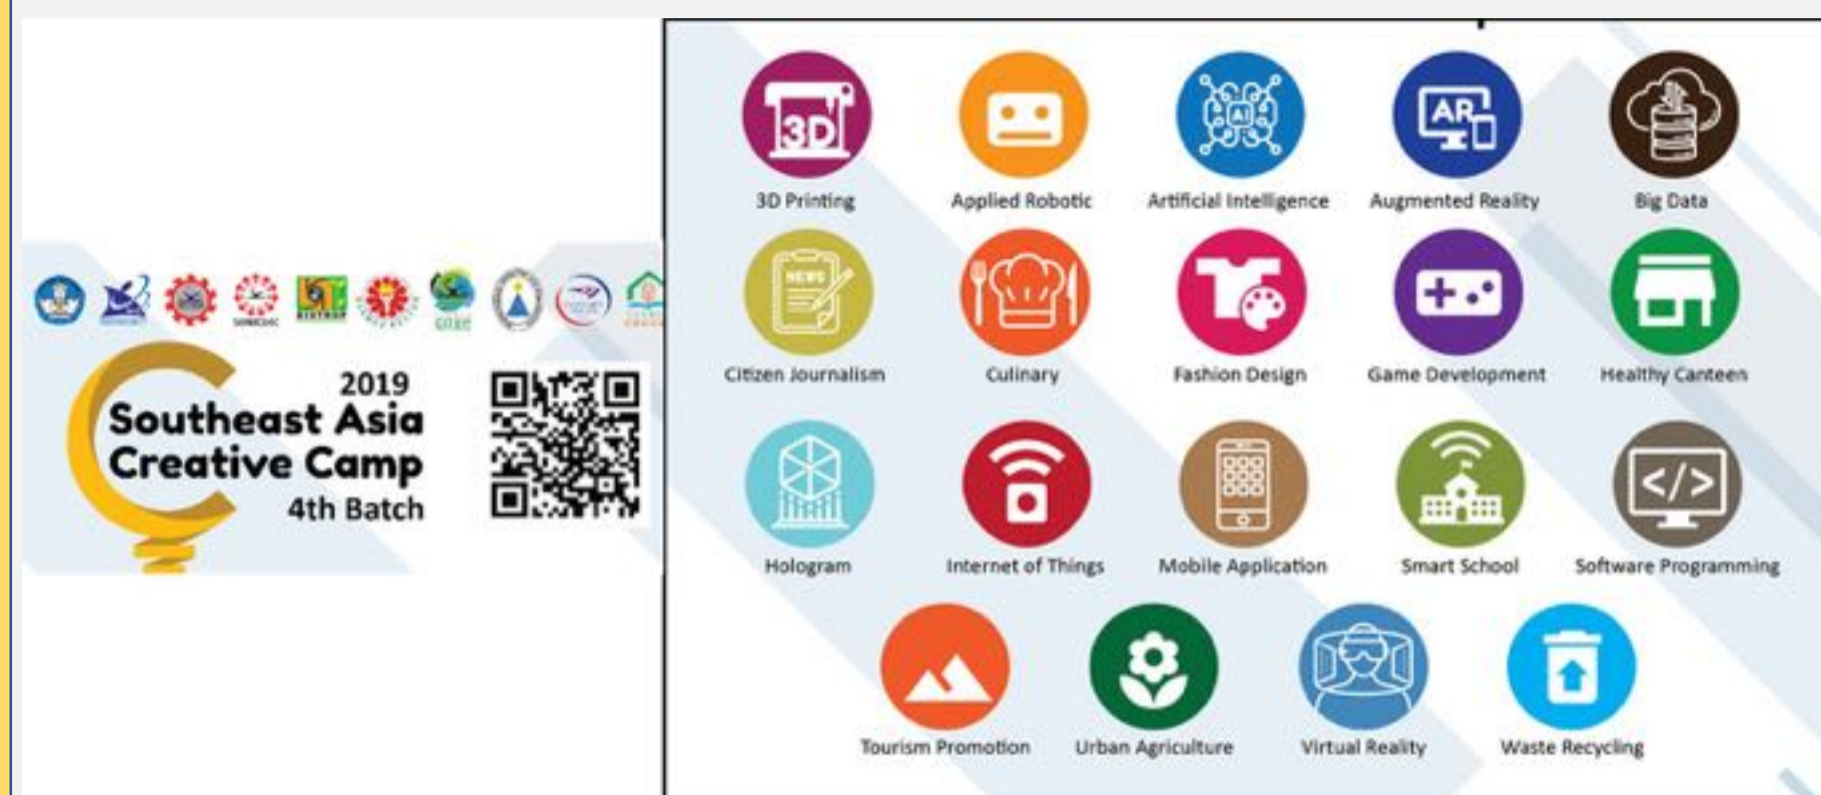 2019
Southeast Asia
Creative Camp
4th Batch
3D
AI
AR
3D Printing
Applied Robotic
Artificial Intelligence
Augmented Reality
Big Data
NEWS
Citizen Journalism
Culinary
Fashion Design
Game Development
Healthy Canteen
</>
Hologram
Internet of Things
Mobile Application
Smart School
Software Programming
Tourism Promotion
Urban Agriculture
Virtual Reality
Waste Recycling